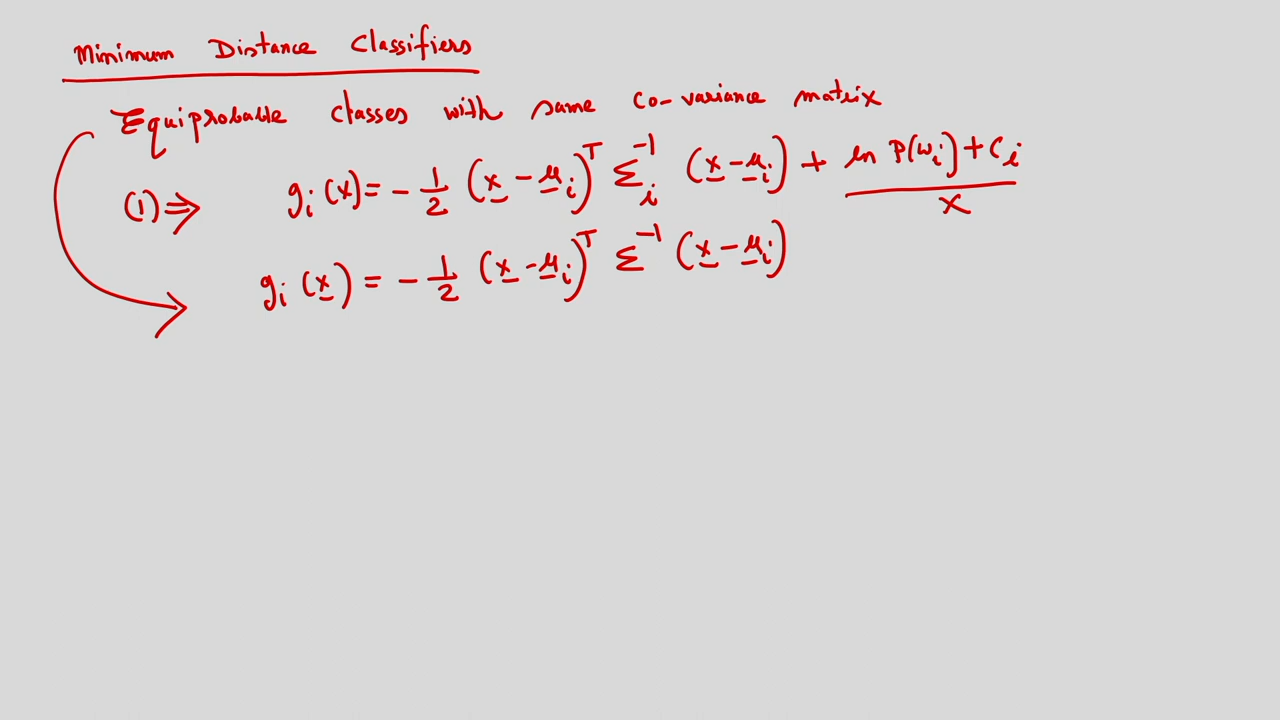 Minimum Distance Classifiers
Equiprobable classes with same co-variance matrix
(1)⇒ gᵢ(x) = - 1/2 (x - μᵢ)ᵀ Σᵢ⁻¹ (x - μᵢ) + ln P(ωᵢ) + Cᵢ
x
gᵢ(x) = - 1/2 (x - μᵢ)ᵀ Σ⁻¹ (x - μᵢ)